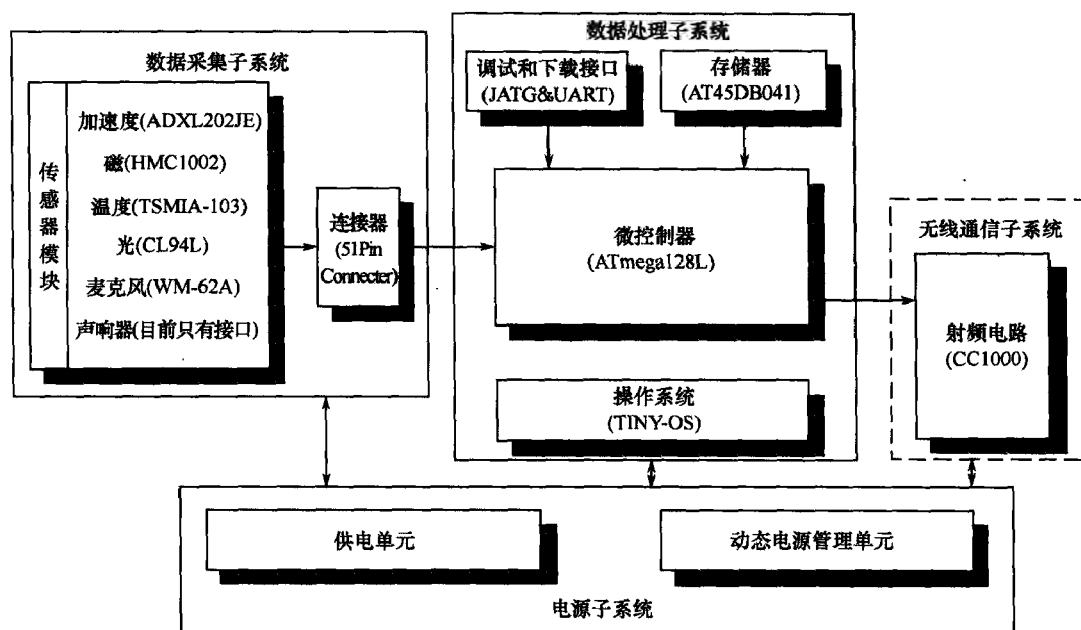 数据采集子系统
传感器模块
加速度(ADXL202JE)
磁(HMC1002)
温度(TSMIA-103)
光(CL94L)
麦克风(WM-62A)
声响器(目前只有接口)
连接器
(51Pin
Connecter)
数据处理子系统
调试和下载接口
(JATG&UART)
存储器
(AT45DB041)
微控制器
(ATmega128L)
操作系统
(TINY-OS)
无线通信子系统
射频电路
(CC1000)
供电单元
动态电源管理单元
电源子系统